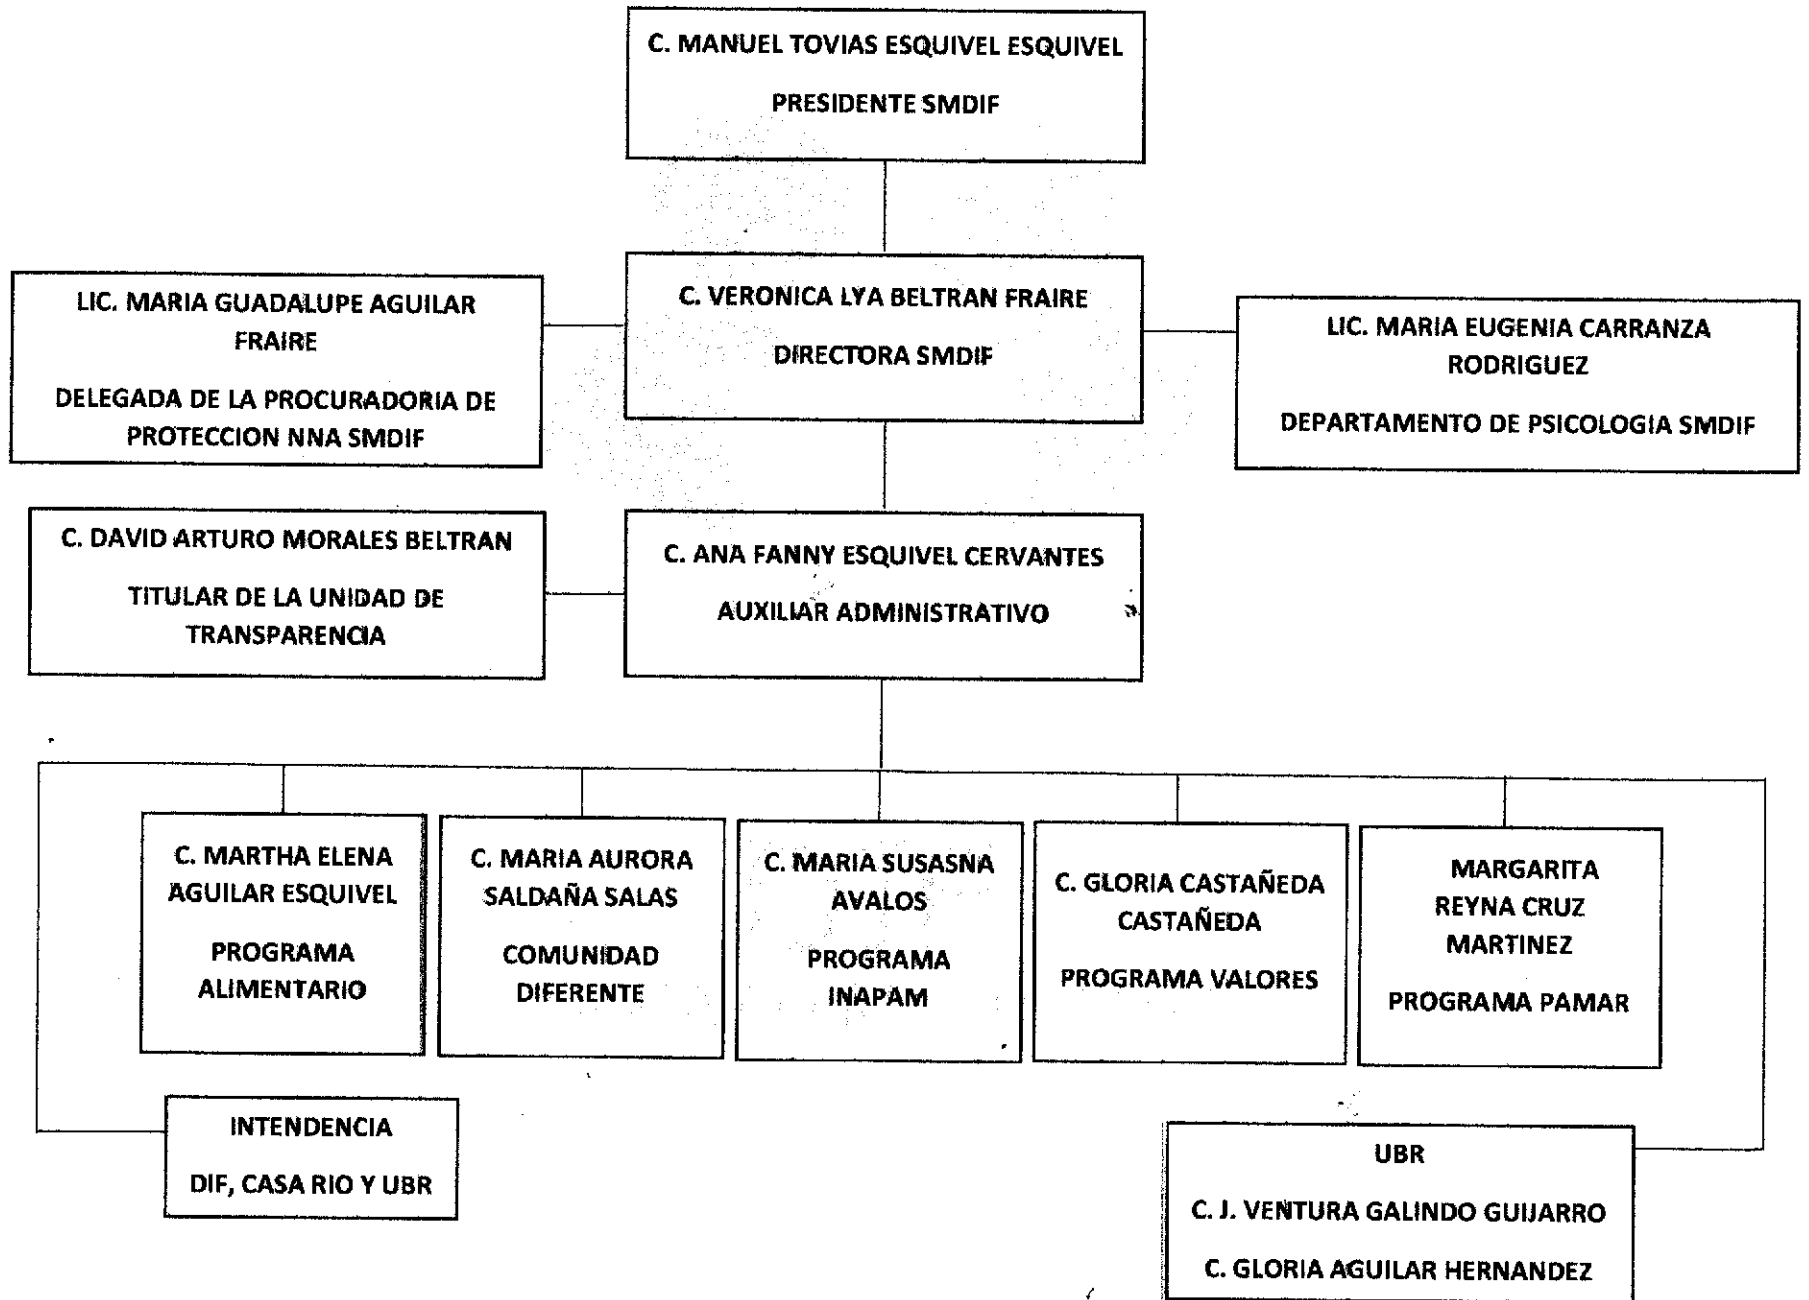 C. MANUEL TOVIAS ESQUIVEL ESQUIVEL
PRESIDENTE SMDIF
LIC. MARIA GUADALUPE AGUILAR
FRAIRE
DELEGADA DE LA PROCURADORIA DE
PROTECCION NNA SMDIF
C. VERONICA LYA BELTRAN FRAIRE
DIRECTORA SMDIF
LIC. MARIA EUGENIA CARRANZA
RODRIGUEZ
DEPARTAMENTO DE PSICOLOGIA SMDIF
C. DAVID ARTURO MORALES BELTRAN
TITULAR DE LA UNIDAD DE
TRANSPARENCIA
C. ANA FANNY ESQUIVEL CERVANTES
AUXILIAR ADMINISTRATIVO
C. MARTHA ELENA
AGUILAR ESQUIVEL
PROGRAMA
ALIMENTARIO
C. MARIA AURORA
SALDAÑA SALAS
COMUNIDAD
DIFERENTE
C. MARIA SUSASNA
AVALOS
PROGRAMA
INAPAM
C. GLORIA CASTAÑEDA
CASTAÑEDA
PROGRAMA VALORES
MARGARITA
REYNA CRUZ
MARTINEZ
PROGRAMA PAMAR
INTENDENCIA
DIF, CASA RIO Y UBR
UBR
C. J. VENTURA GALINDO GUIJARRO
C. GLORIA AGUILAR HERNANDEZ